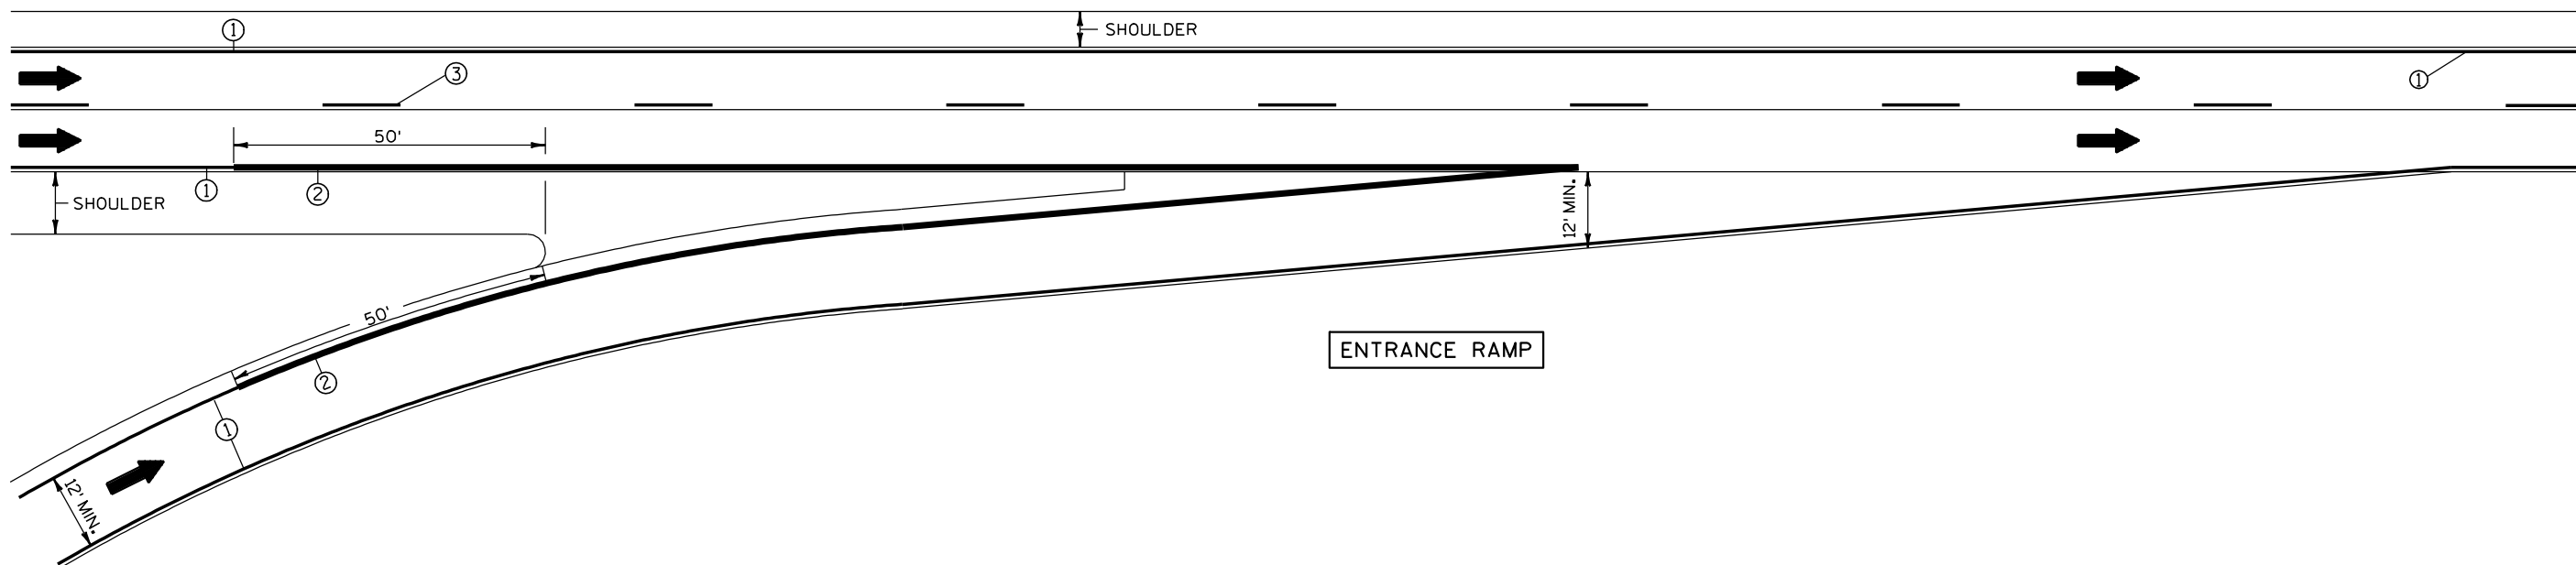 ①
SHOULDER
③
①
50'
①
②
SHOULDER
12' MIN.
50'
②
ENTRANCE RAMP
①
12' MIN.